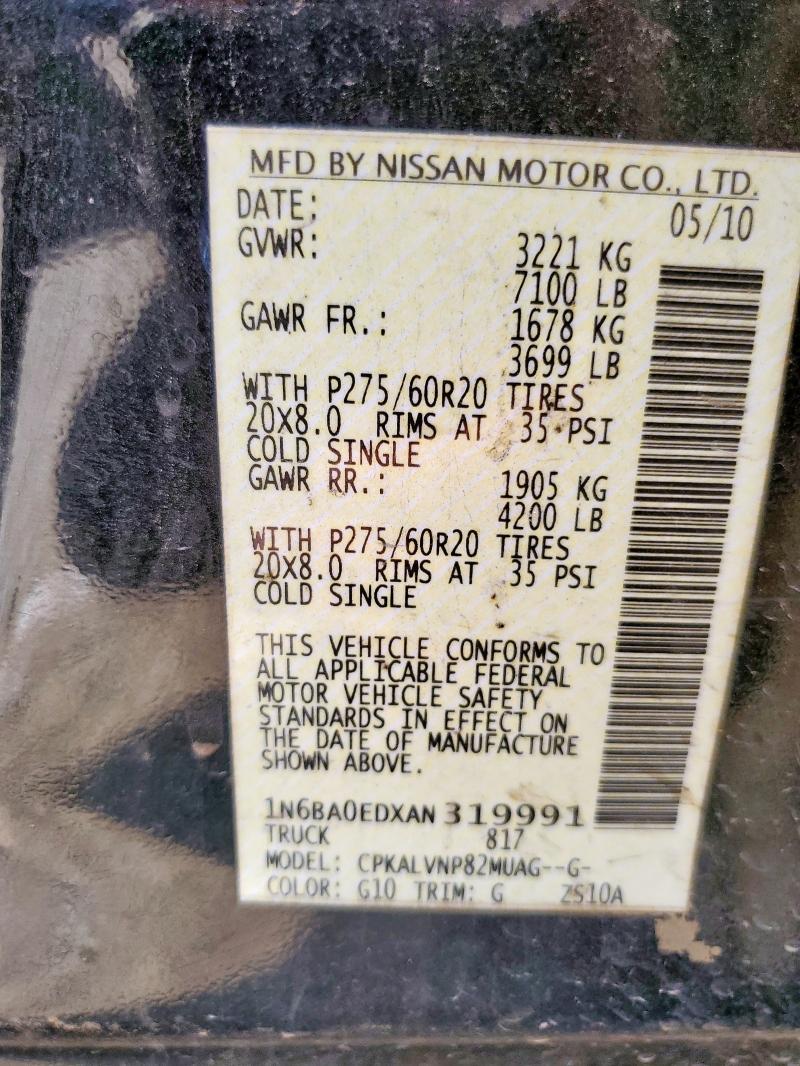 MFD BY NISSAN MOTOR CO., LTD.
DATE: 05/10
GVWR: 3221 KG
7100 LB
GAWR FR.: 1678 KG
3699 LB
WITH P275/60R20 TIRES
20X8.0 RIMS AT 35 PSI
COLD SINGLE
GAWR RR.: 1905 KG
4200 LB
WITH P275/60R20 TIRES
20X8.0 RIMS AT 35 PSI
COLD SINGLE
THIS VEHICLE CONFORMS TO
ALL APPLICABLE FEDERAL
MOTOR VEHICLE SAFETY
STANDARDS IN EFFECT ON
THE DATE OF MANUFACTURE
SHOWN ABOVE.
1N6BA0EDXAN 319991
TRUCK 817
MODEL: CPKALVNP82MUAG--G-
COLOR: G10 TRIM: G ZS10A